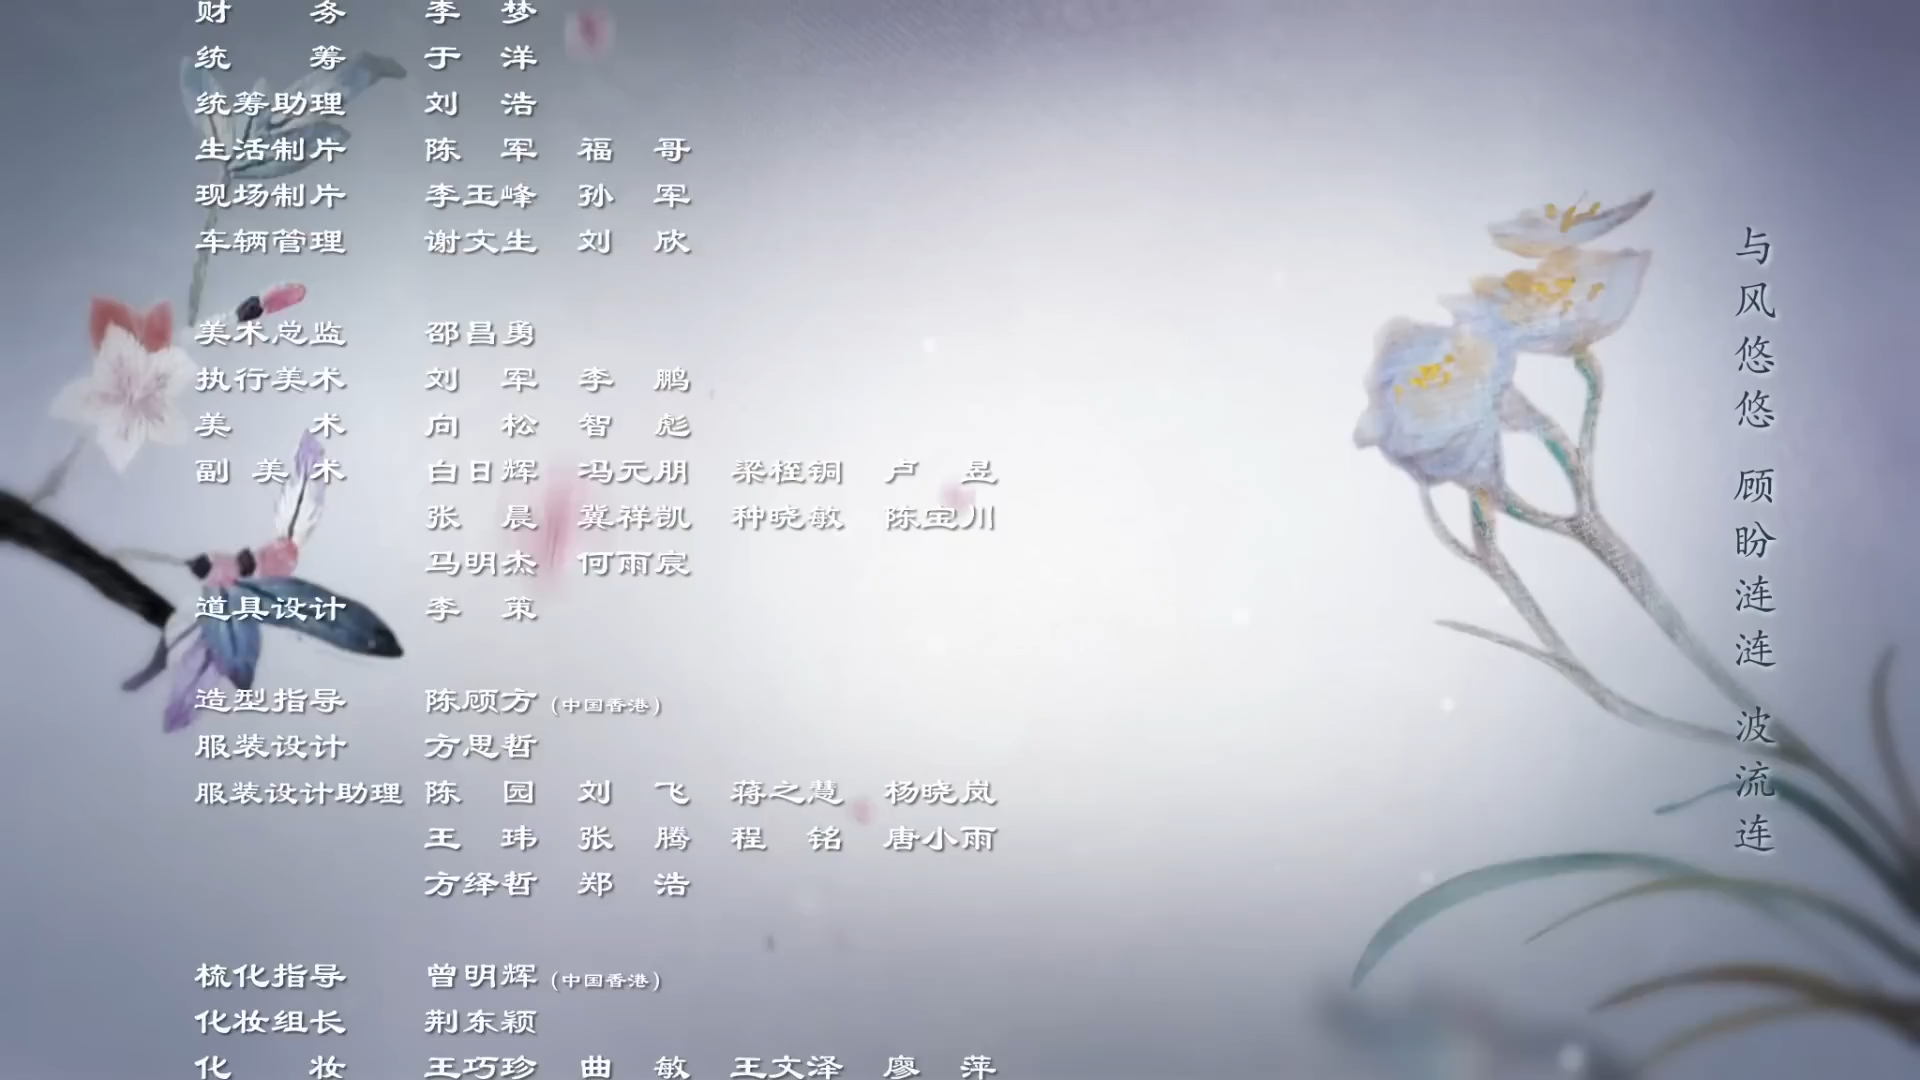 财务 李梦
统筹 于洋
统筹助理 刘浩
生活制片 陈军 福哥
现场制片 李玉峰 孙军
车辆管理 谢文生 刘欣
美术总监 邵昌勇
执行美术 刘军 李鹏
美术 向松 智彪
副美术 白日辉 冯元朋 梁桎铜 卢昱
张晨 冀祥凯 种晓敏 陈宝川
马明杰 何雨宸
道具设计 李策
造型指导 陈顾方（中国香港）
服装设计 方思哲
服装设计助理 陈园 刘飞 蒋之慧 杨晓岚
王玮 张腾 程铭 唐小雨
方绎哲 郑浩
梳化指导 曾明辉（中国香港）
化妆组长 荆东颖
化妆 王巧珍 曲敏 王文泽 廖萍
与风悠悠 顾盼涟涟 波流连